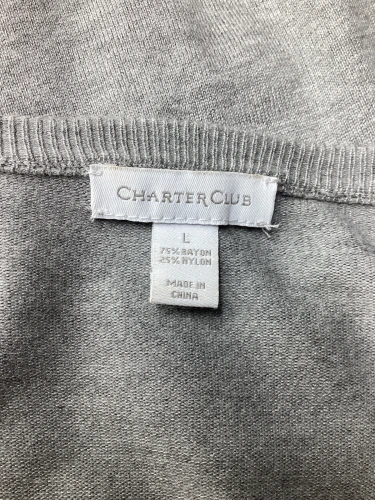 CHARTER CLUB
L
75% RAYON
25% NYLON
MADE IN
CHINA